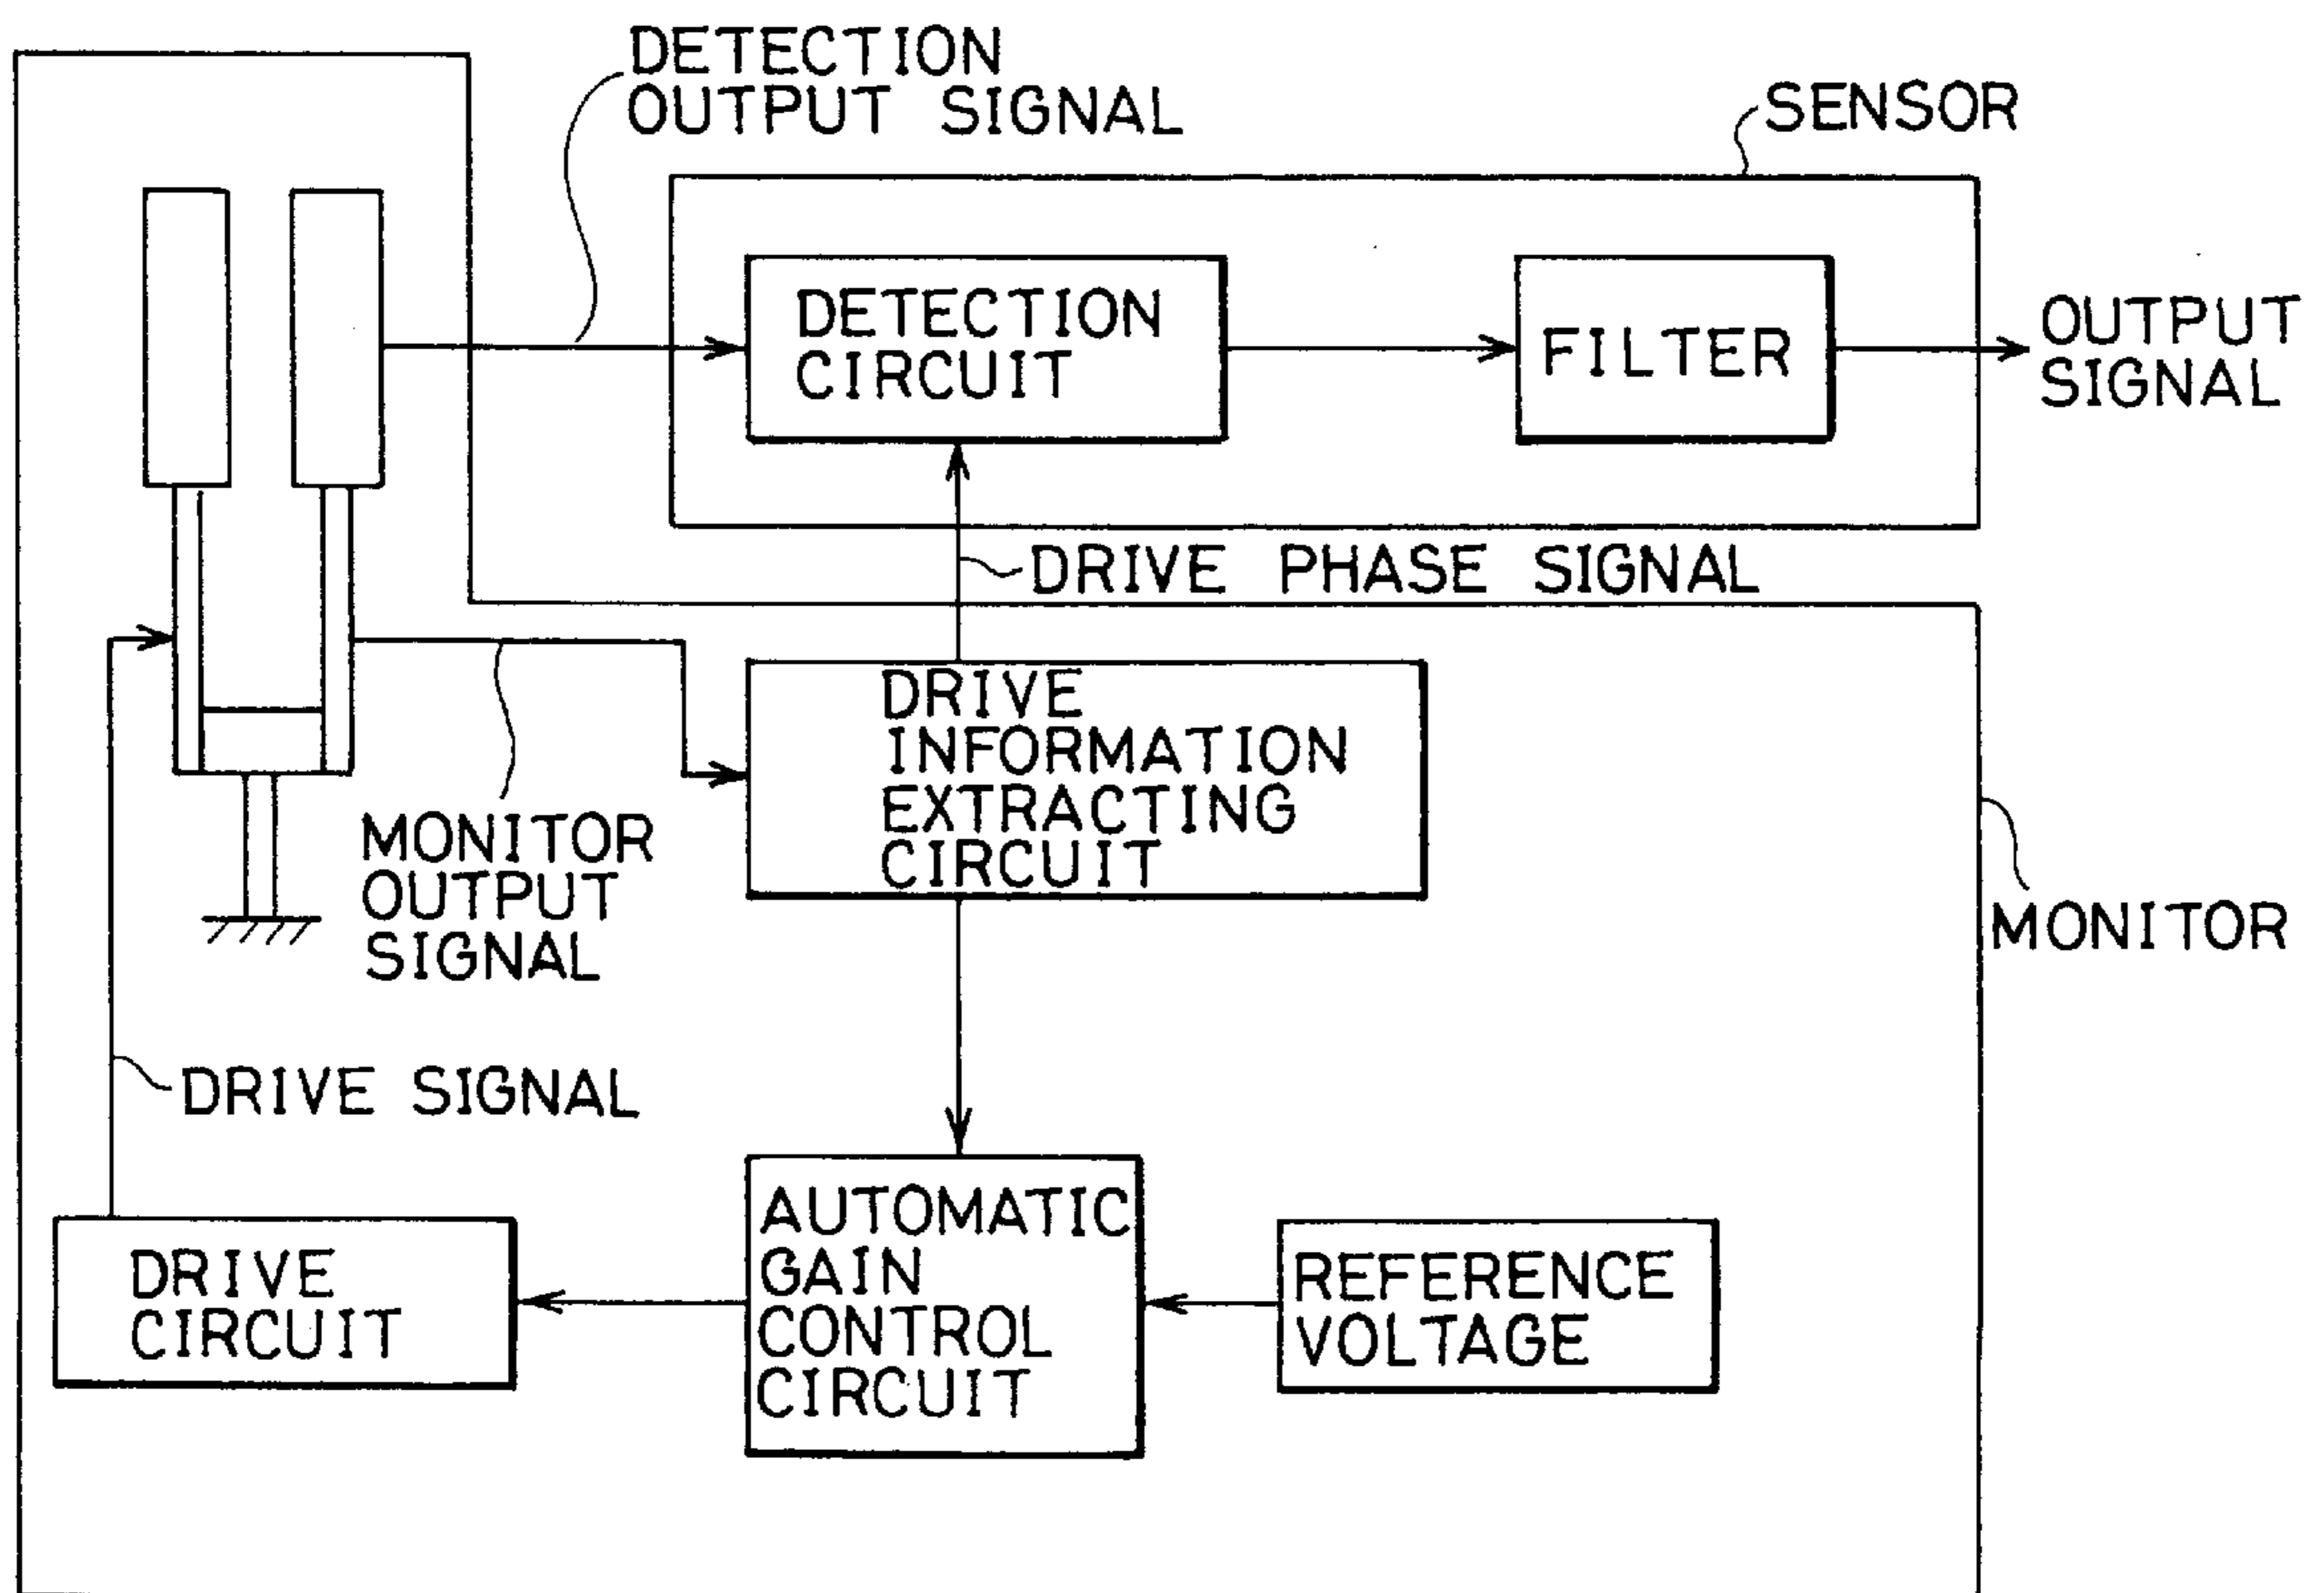 DETECTION
OUTPUT SIGNAL
SENSOR
DETECTION
CIRCUIT
FILTER
OUTPUT
SIGNAL
DRIVE PHASE SIGNAL
DRIVE
INFORMATION
EXTRACTING
CIRCUIT
MONITOR
OUTPUT
SIGNAL
MONITOR
DRIVE SIGNAL
DRIVE
CIRCUIT
AUTOMATIC
GAIN
CONTROL
CIRCUIT
REFERENCE
VOLTAGE